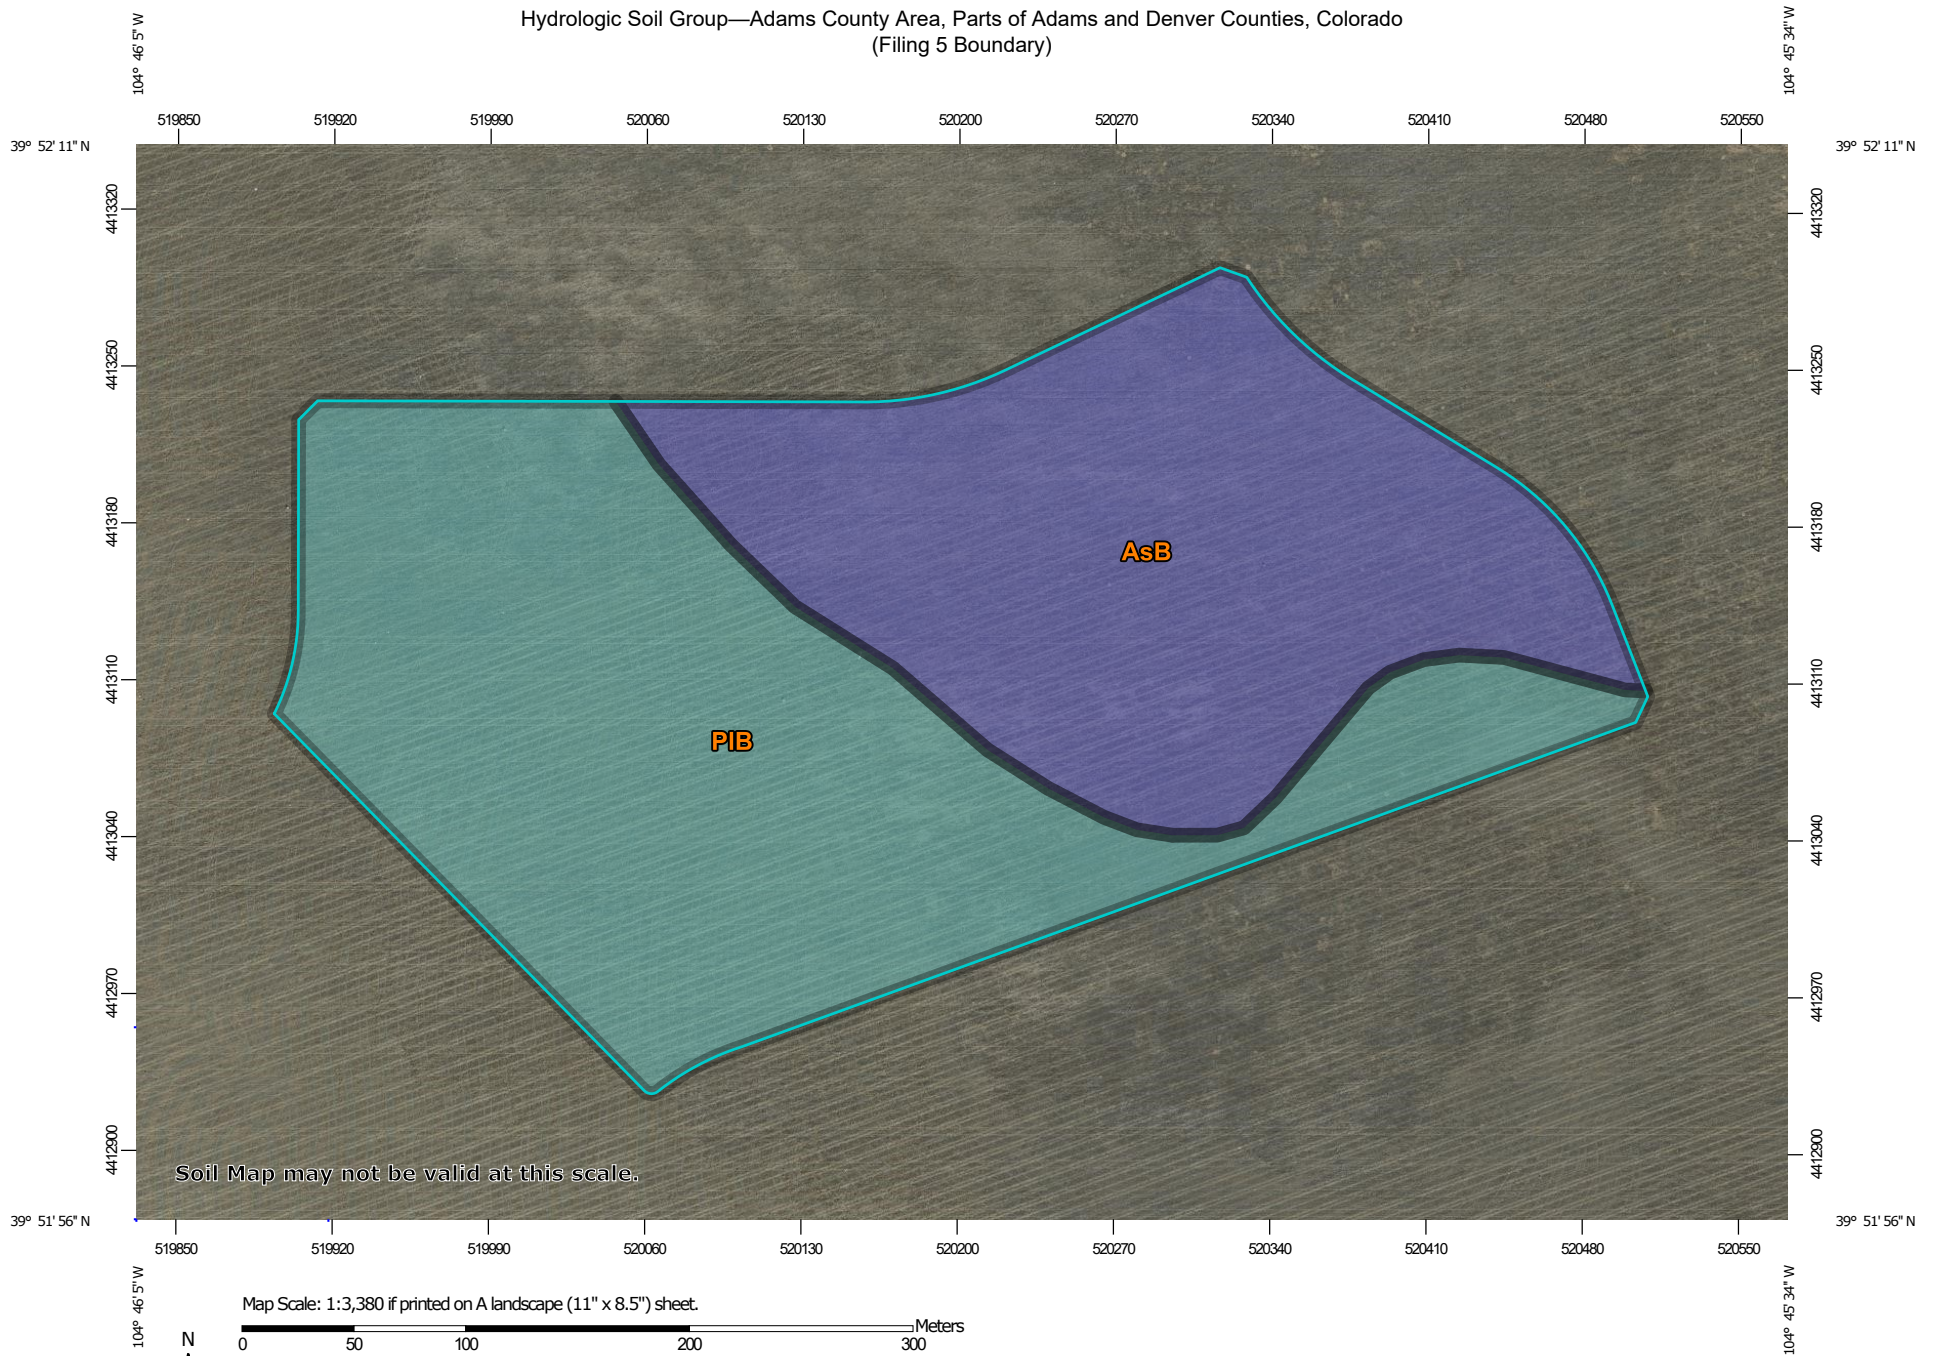 Hydrologic Soil Group—Adams County Area, Parts of Adams and Denver Counties, Colorado
(Filing 5 Boundary)
104° 46' 5" W
104° 45' 34" W
519850 519920 519990 520060 520130 520200 520270 520340 520410 520480 520550
39° 52' 11" N
39° 52' 11" N
4413320
4413320
4413250
4413250
4413180
4413180
AsB
4413110
4413110
PlB
4413040
4413040
4412970
4412970
4412900
4412900
Soil Map may not be valid at this scale.
39° 51' 56" N
39° 51' 56" N
519850 519920 519990 520060 520130 520200 520270 520340 520410 520480 520550
104° 46' 5" W
104° 45' 34" W
Map Scale: 1:3,380 if printed on A landscape (11" x 8.5") sheet.
Meters
N
0 50 100 200 300